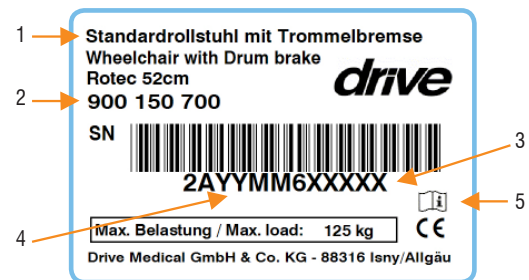 1
Standardrollstuhl mit Trommelbremse
Wheelchair with Drum brake
Rotec 52cm
drive
2
900 150 700
SN
3
2AYYMM6XXXXX
i
5
4
Max. Belastung / Max. load: 125 kg
CE
Drive Medical GmbH & Co. KG - 88316 Isny/Allgäu